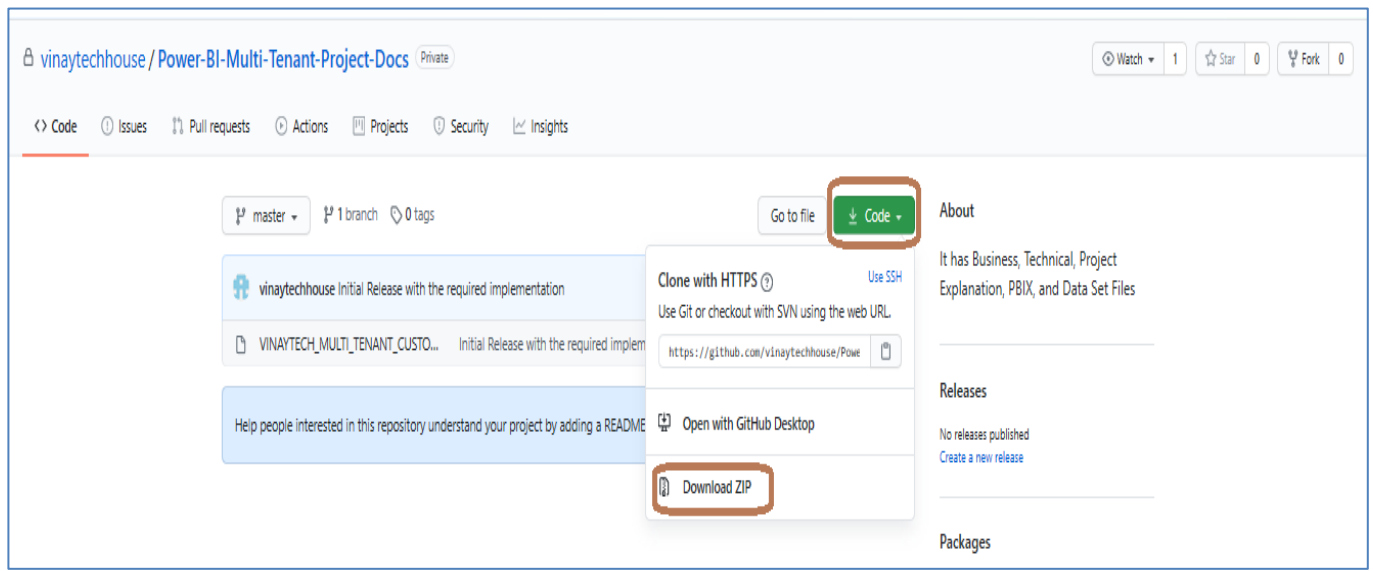 vinaytechhouse / Power-BI-Multi-Tenant-Project-Docs Private
Watch 1 Star 0 Fork 0
<> Code Issues Pull requests Actions Projects Security Insights
master 1 branch 0 tags Go to file Code
About
It has Business, Technical, Project
Explanation, PBIX, and Data Set Files
vinaytechhouse Initial Release with the required implementation
VINAYTECH_MULTI_TENANT_CUSTO... Initial Release with the required implem
Help people interested in this repository understand your project by adding a README
Clone with HTTPS Use SSH
Use Git or checkout with SVN using the web URL.
https://github.com/vinaytechhouse/Powe
Open with GitHub Desktop
Download ZIP
Releases
No releases published
Create a new release
Packages